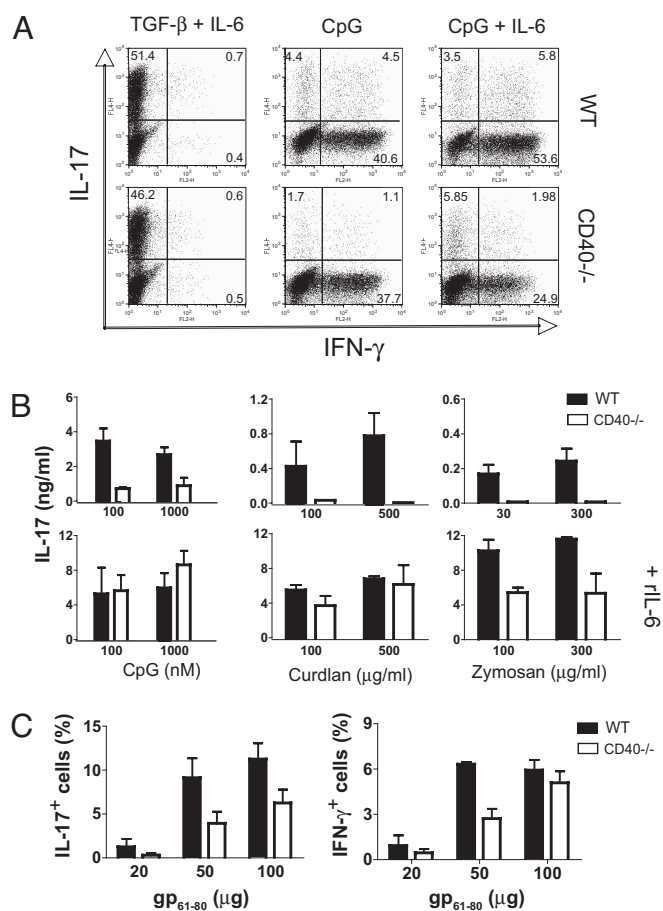 A
TGF-β + IL-6 CpG CpG + IL-6
51.4 0.7 4.4 4.5 3.5 5.8
0.4 40.6 53.6
WT
46.2 0.6 1.7 1.1 5.85 1.98
0.5 37.7 24.9
CD40-/-
FL4-H
FL2-H
IL-17
IFN-γ
B
WT
CD40-/-
IL-17 (ng/ml)
6 4 2 0
100 1000
1.2 0.8 0.4 0.0
100 500
0.6 0.4 0.2 0.0
30 300
12 8 4 0
100 1000
CpG (nM)
12 8 4 0
100 500
Curdlan (μg/ml)
12 8 4 0
100 300
Zymosan (μg/ml)
+ rIL-6
C
IL-17+ cells (%)
15 10 5 0
20 50 100
gp61-80 (μg)
IFN-γ+ cells (%)
9 6 3 0
20 50 100
gp61-80 (μg)
WT
CD40-/-